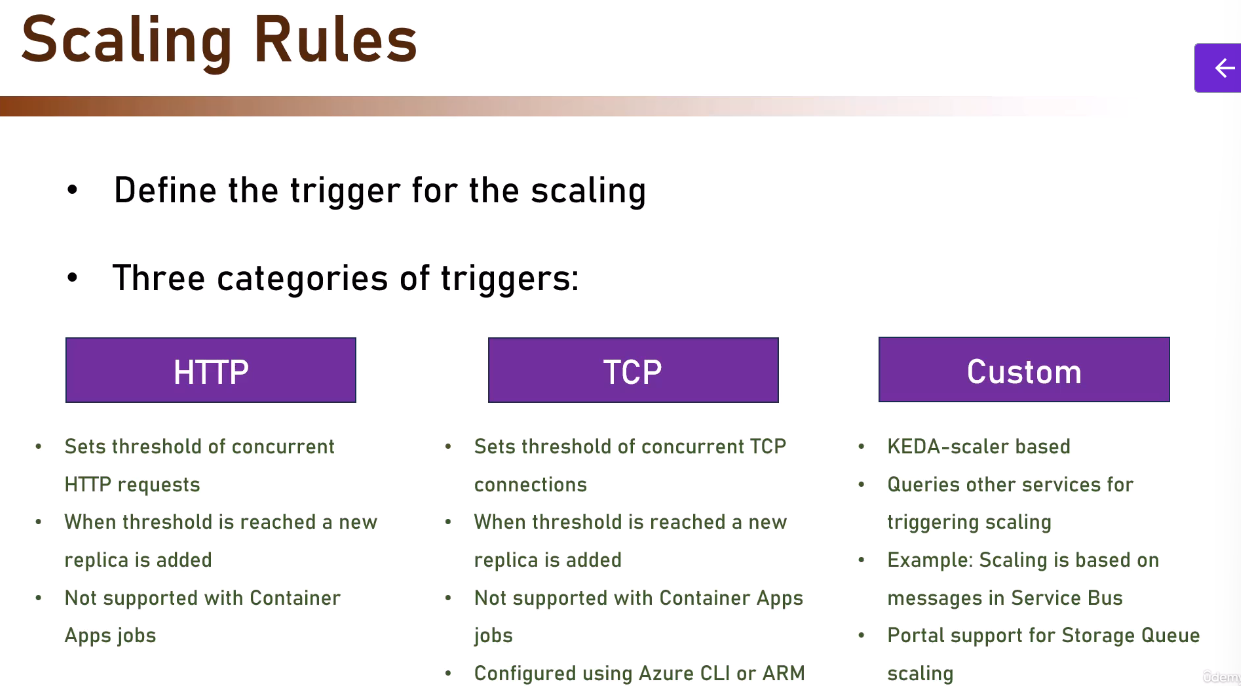 Scaling Rules
• Define the trigger for the scaling
• Three categories of triggers:
HTTP
• Sets threshold of concurrent
HTTP requests
• When threshold is reached a new
replica is added
• Not supported with Container
Apps jobs
TCP
• Sets threshold of concurrent TCP
connections
• When threshold is reached a new
replica is added
• Not supported with Container Apps
jobs
• Configured using Azure CLI or ARM
Custom
• KEDA-scaler based
• Queries other services for
triggering scaling
• Example: Scaling is based on
messages in Service Bus
• Portal support for Storage Queue
scaling